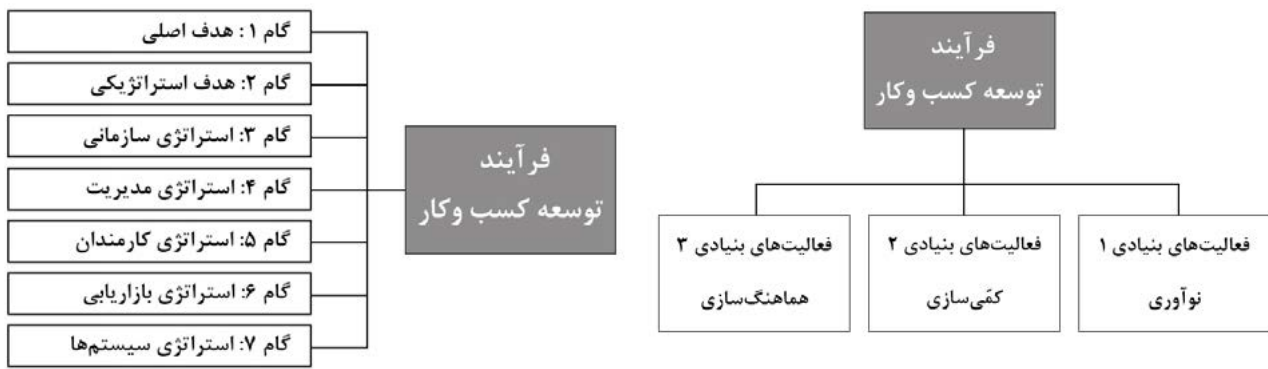 فرآیند
توسعه کسب وکار
فعالیت‌های بنیادی ۱
نوآوری
فعالیت‌های بنیادی ۲
کمّی‌سازی
فعالیت‌های بنیادی ۳
هماهنگ‌سازی
فرآیند
توسعه کسب وکار
گام ۱: هدف اصلی
گام ۲: هدف استراتژیکی
گام ۳: استراتژی سازمانی
گام ۴: استراتژی مدیریت
گام ۵: استراتژی کارمندان
گام ۶: استراتژی بازاریابی
گام ۷: استراتژی سیستم‌ها